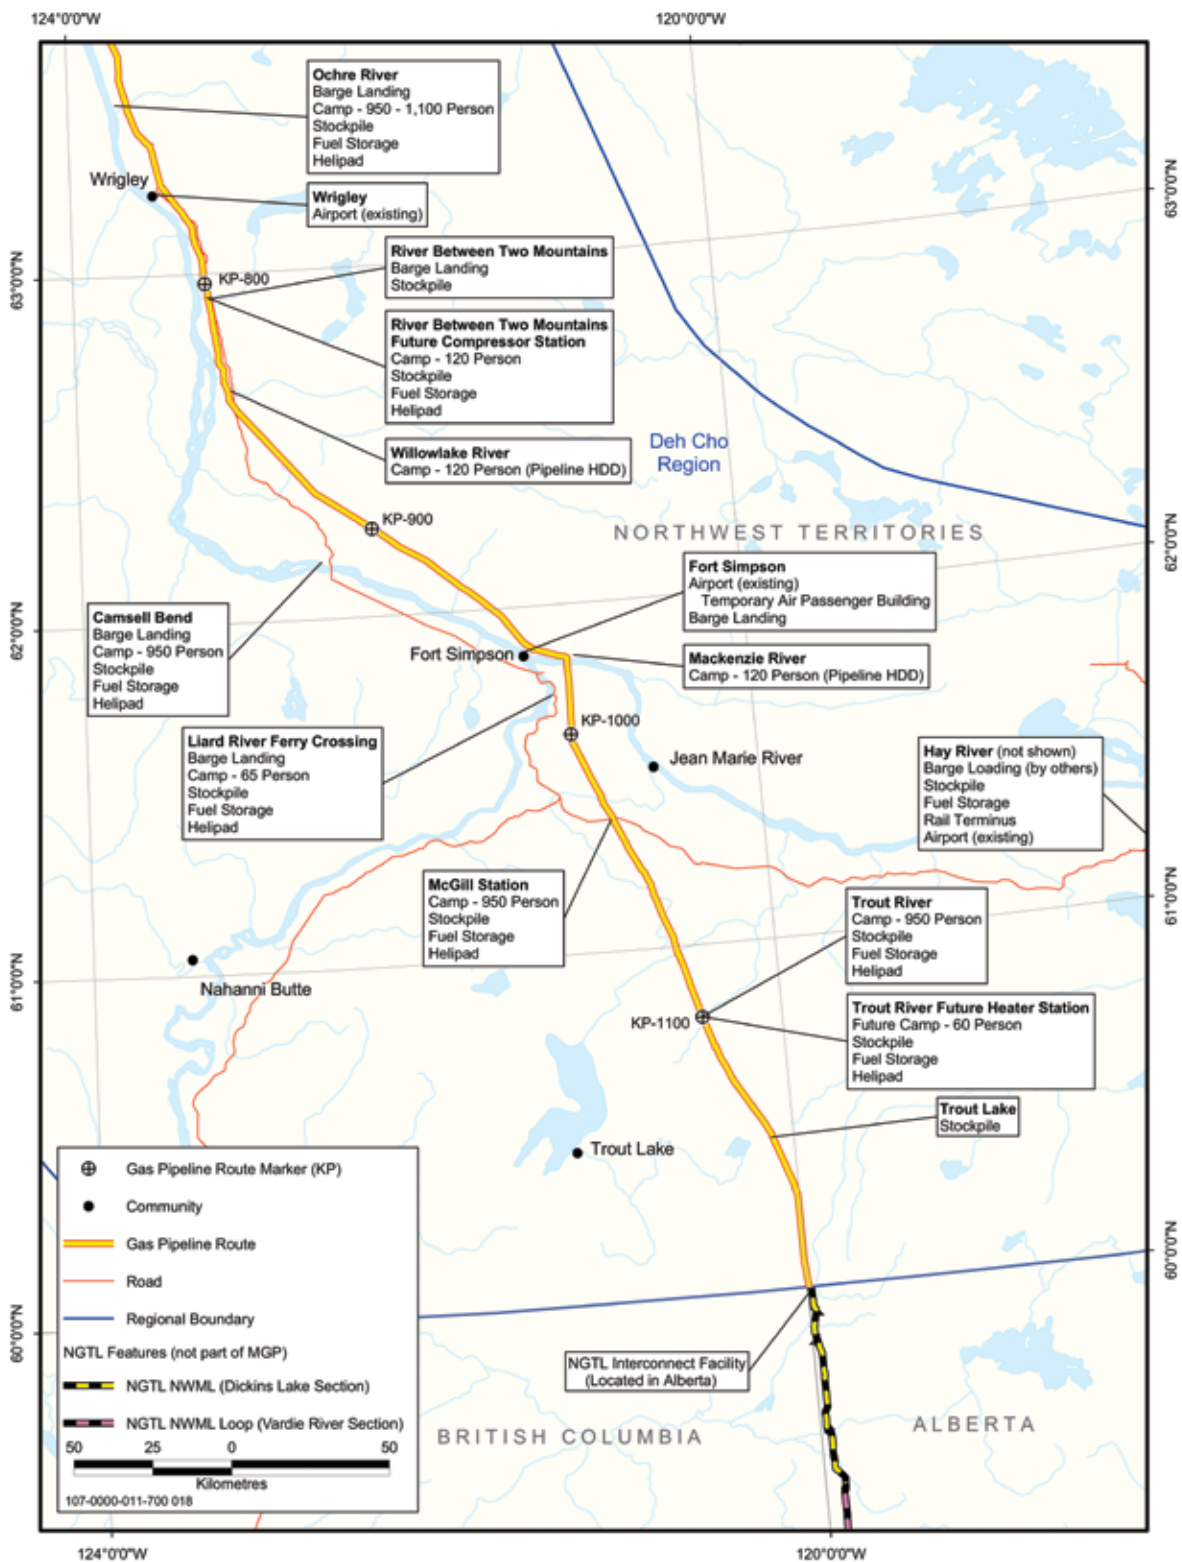 124°0'0"W
120°0'0"W
Ochre River
Barge Landing
Camp - 950 - 1,100 Person
Stockpile
Fuel Storage
Helipad
Wrigley
Wrigley
Airport (existing)
63°0'0"N
63°0'0"N
River Between Two Mountains
Barge Landing
Stockpile
KP-800
River Between Two Mountains
Future Compressor Station
Camp - 120 Person
Stockpile
Fuel Storage
Helipad
Deh Cho
Region
Willowlake River
Camp - 120 Person (Pipeline HDD)
KP-900
NORTHWEST TERRITORIES
62°0'0"N
62°0'0"N
Fort Simpson
Airport (existing)
Temporary Air Passenger Building
Barge Landing
Camsell Bend
Barge Landing
Camp - 950 Person
Stockpile
Fuel Storage
Helipad
Fort Simpson
Mackenzie River
Camp - 120 Person (Pipeline HDD)
KP-1000
Liard River Ferry Crossing
Barge Landing
Camp - 65 Person
Stockpile
Fuel Storage
Helipad
Jean Marie River
Hay River (not shown)
Barge Loading (by others)
Stockpile
Fuel Storage
Rail Terminus
Airport (existing)
McGill Station
Camp - 950 Person
Stockpile
Fuel Storage
Helipad
61°0'0"N
61°0'0"N
Trout River
Camp - 950 Person
Stockpile
Fuel Storage
Helipad
Nahanni Butte
KP-1100
Trout River Future Heater Station
Future Camp - 60 Person
Stockpile
Fuel Storage
Helipad
Trout Lake
Stockpile
Trout Lake
60°0'0"N
60°0'0"N
Gas Pipeline Route Marker (KP)
Community
Gas Pipeline Route
Road
Regional Boundary
NGTL Features (not part of MGP)
NGTL NWML (Dickins Lake Section)
NGTL NWML Loop (Vardie River Section)
50 25 0 50
Kilometres
107-0000-011-700 018
NGTL Interconnect Facility
(Located in Alberta)
BRITISH COLUMBIA
ALBERTA
124°0'0"W
120°0'0"W